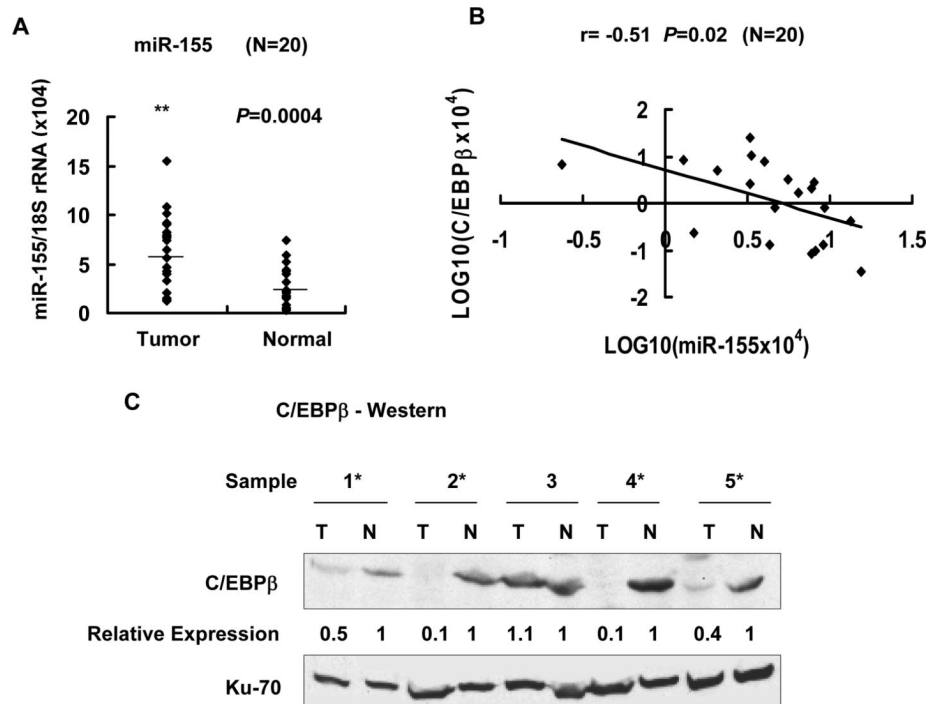 A
miR-155 (N=20)
miR-155/18S rRNA (x104)
20
15
10
5
0
**
P=0.0004
Tumor Normal
B
r= -0.51 P=0.02 (N=20)
LOG10(C/EBPβx10⁴)
2
1
0
-1
-2
-1 -0.5 0 0.5 1 1.5
LOG10(miR-155x10⁴)
C
C/EBPβ - Western
Sample 1* 2* 3 4* 5*
T N T N T N T N T N
C/EBPβ
Relative Expression 0.5 1 0.1 1 1.1 1 0.1 1 0.4 1
Ku-70